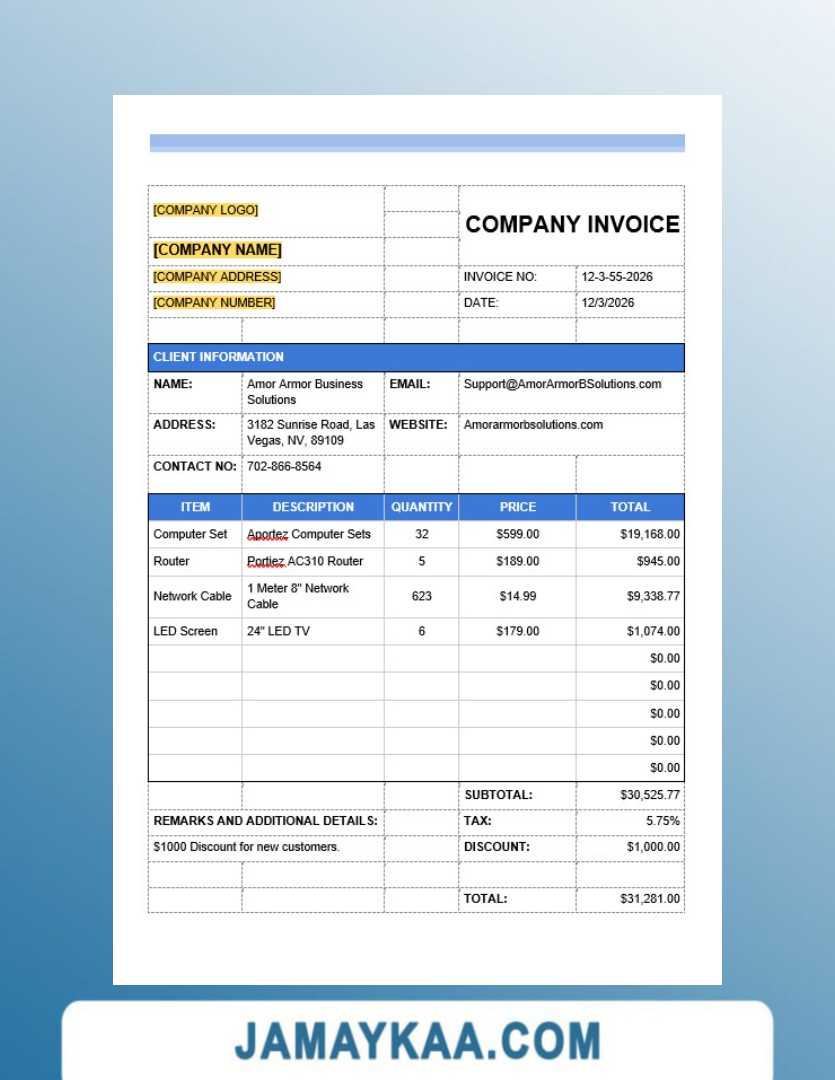 [COMPANY LOGO]
COMPANY INVOICE
[COMPANY NAME]
[COMPANY ADDRESS] INVOICE NO: 12-3-55-2026
[COMPANY NUMBER] DATE: 12/3/2026
CLIENT INFORMATION
NAME: Amor Armor Business Solutions EMAIL: Support@AmorArmorBSolutions.com
ADDRESS: 3182 Sunrise Road, Las Vegas, NV, 89109 WEBSITE: Amorarmorbsolutions.com
CONTACT NO: 702-866-8564
ITEM DESCRIPTION QUANTITY PRICE TOTAL
Computer Set Aportez Computer Sets 32 $599.00 $19,168.00
Router Portiez AC310 Router 5 $189.00 $945.00
Network Cable 1 Meter 8" Network Cable 623 $14.99 $9,338.77
LED Screen 24" LED TV 6 $179.00 $1,074.00
$0.00
$0.00
$0.00
$0.00
$0.00
SUBTOTAL: $30,525.77
REMARKS AND ADDITIONAL DETAILS: TAX: 5.75%
$1000 Discount for new customers. DISCOUNT: $1,000.00
TOTAL: $31,281.00
JAMAYKAA.COM